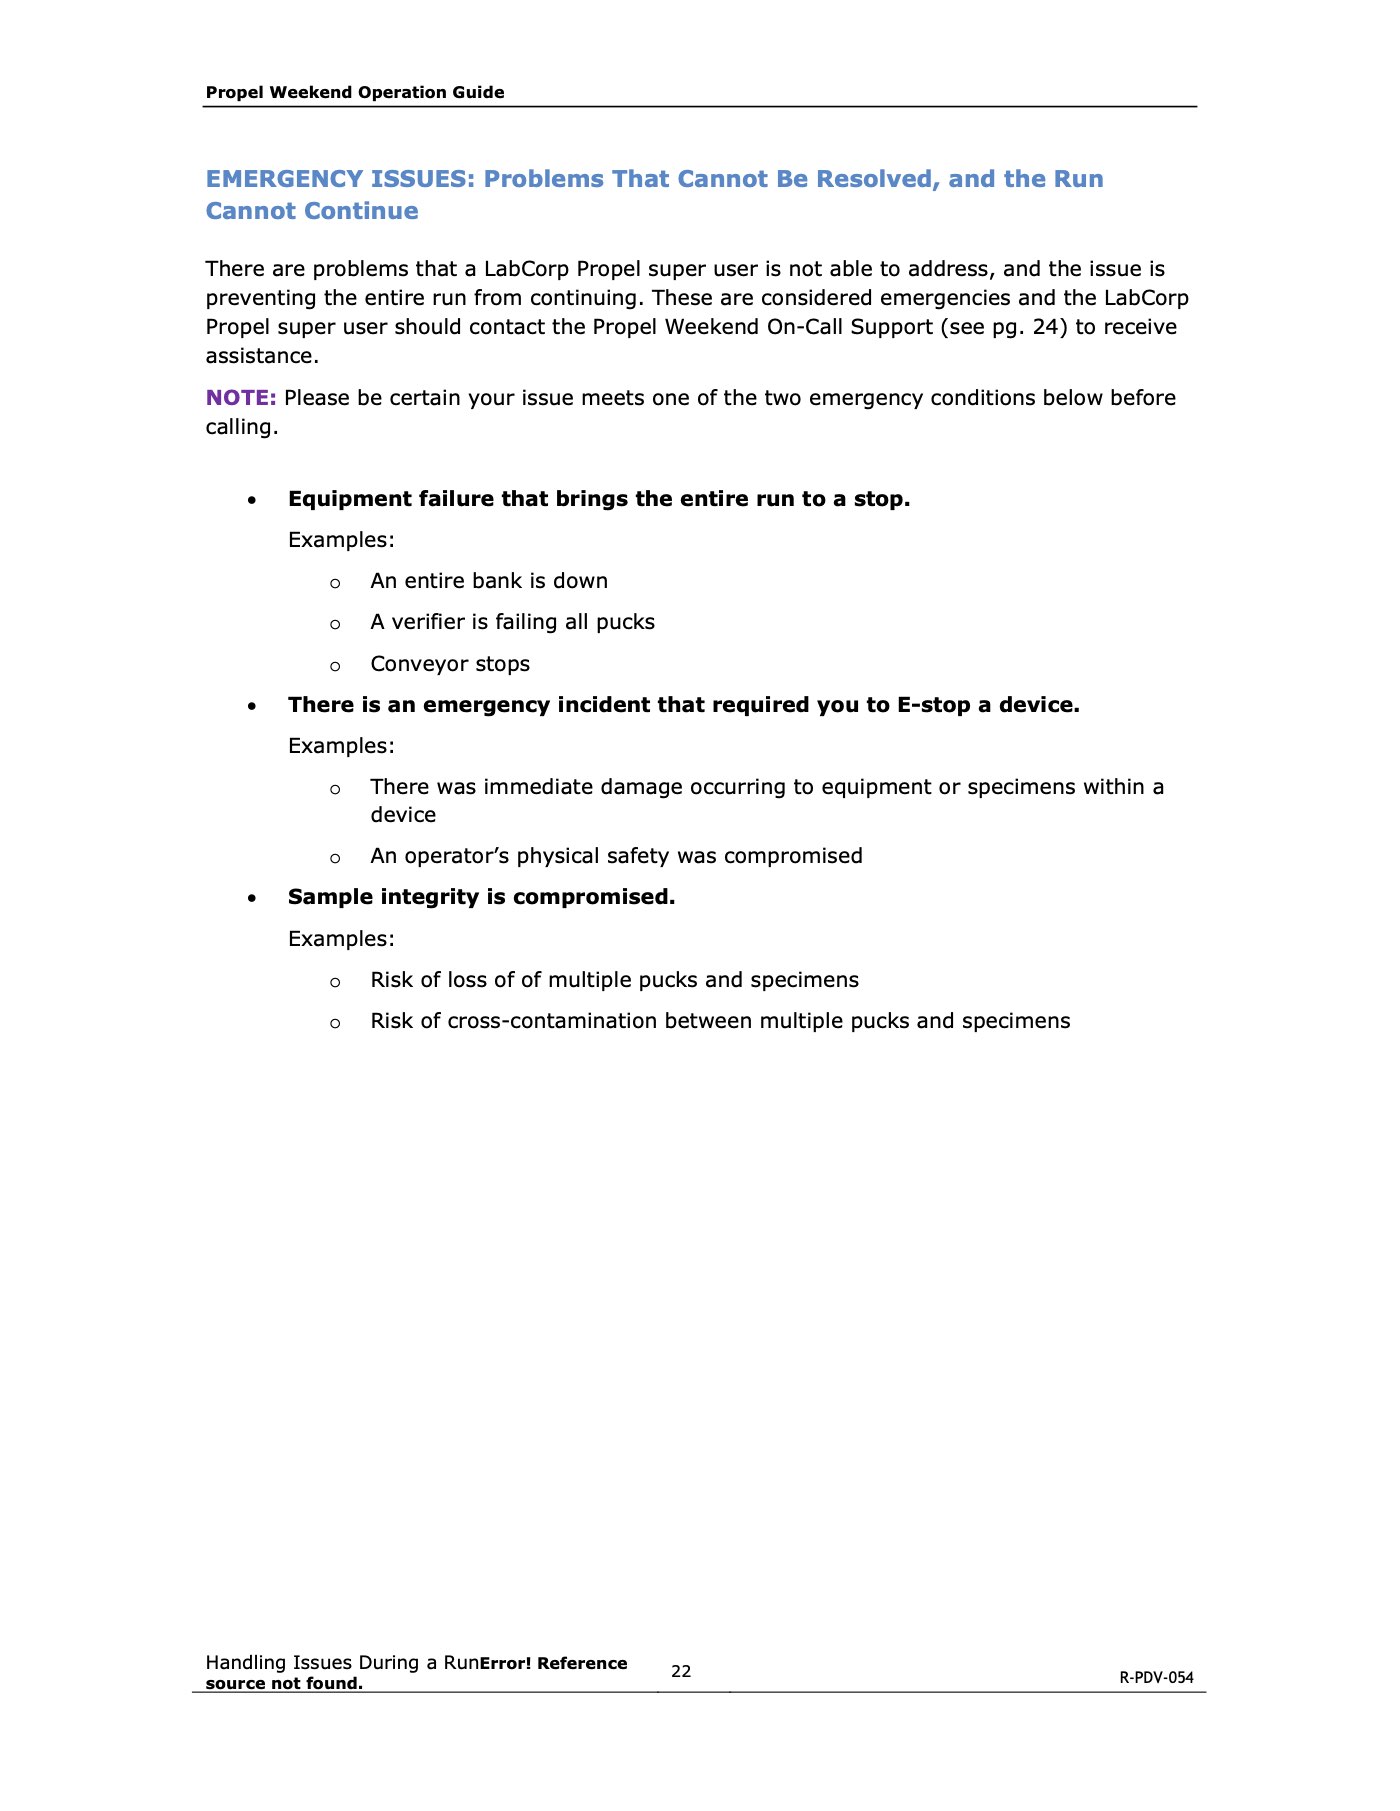 Propel Weekend Operation Guide
EMERGENCY ISSUES: Problems That Cannot Be Resolved, and the Run
Cannot Continue
There are problems that a LabCorp Propel super user is not able to address, and the issue is
preventing the entire run from continuing. These are considered emergencies and the LabCorp
Propel super user should contact the Propel Weekend On-Call Support (see pg. 24) to receive
assistance.
NOTE: Please be certain your issue meets one of the two emergency conditions below before
calling.
• Equipment failure that brings the entire run to a stop.
Examples:
o An entire bank is down
o A verifier is failing all pucks
o Conveyor stops
• There is an emergency incident that required you to E-stop a device.
Examples:
o There was immediate damage occurring to equipment or specimens within a
device
o An operator’s physical safety was compromised
• Sample integrity is compromised.
Examples:
o Risk of loss of of multiple pucks and specimens
o Risk of cross-contamination between multiple pucks and specimens
Handling Issues During a RunError! Reference
source not found.
22
R-PDV-054